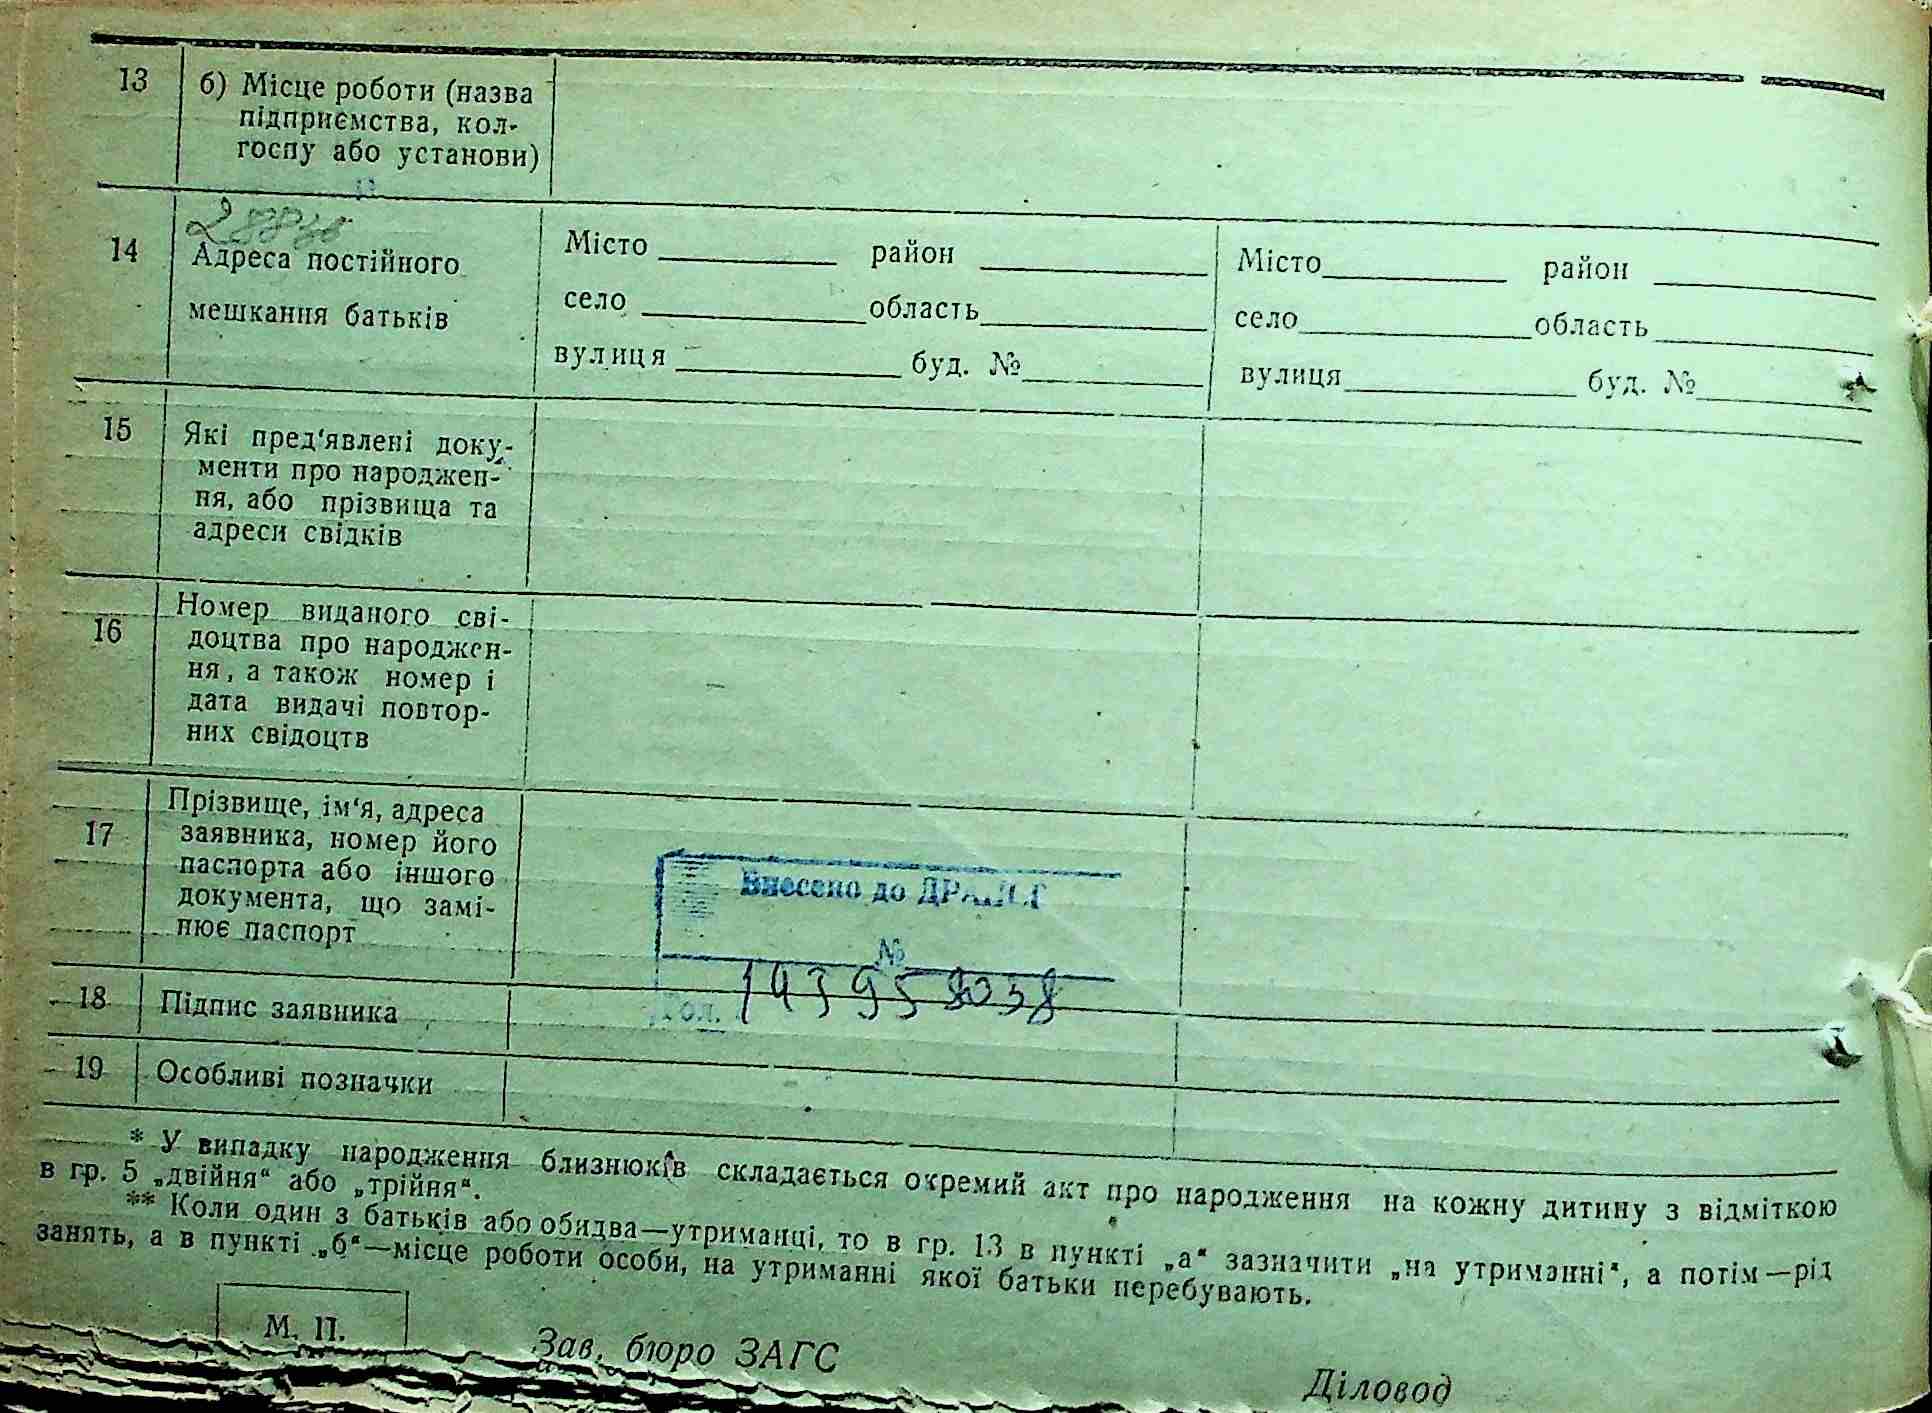 13 б) Місце роботи (назва
підприємства, кол-
госпу або установи)
14 Адреса постійного
мешкання батьків
Місто район
село область
вулиця буд. №
Місто район
село область
вулиця буд. №
15 Які пред‘явлені доку-
менти про народжен-
ня, або прізвища та
адреси свідків
16 Номер виданого сві-
доцтва про народжен-
ня, а також номер і
дата видачі повтор-
них свідоцтв
17 Прізвище, ім‘я, адреса
заявника, номер його
паспорта або іншого
документа, що замі-
нює паспорт
Внесено до
№
18 Підпис заявника
19 Особливі позначки
* У випадку народження близнюків складається окремий акт про народження на кожну дитину з відміткою
в гр. 5 „двійня“ або „трійня“.
** Коли один з батьків або обидва—утриманці, то в гр. 13 в пункті „а“ зазначити „на утриманні“, а потім—рід
занять, а в пункті „б“—місце роботи особи, на утриманні якої батьки перебувають.
М. П.
Зав. бюро ЗАГС
Діловод